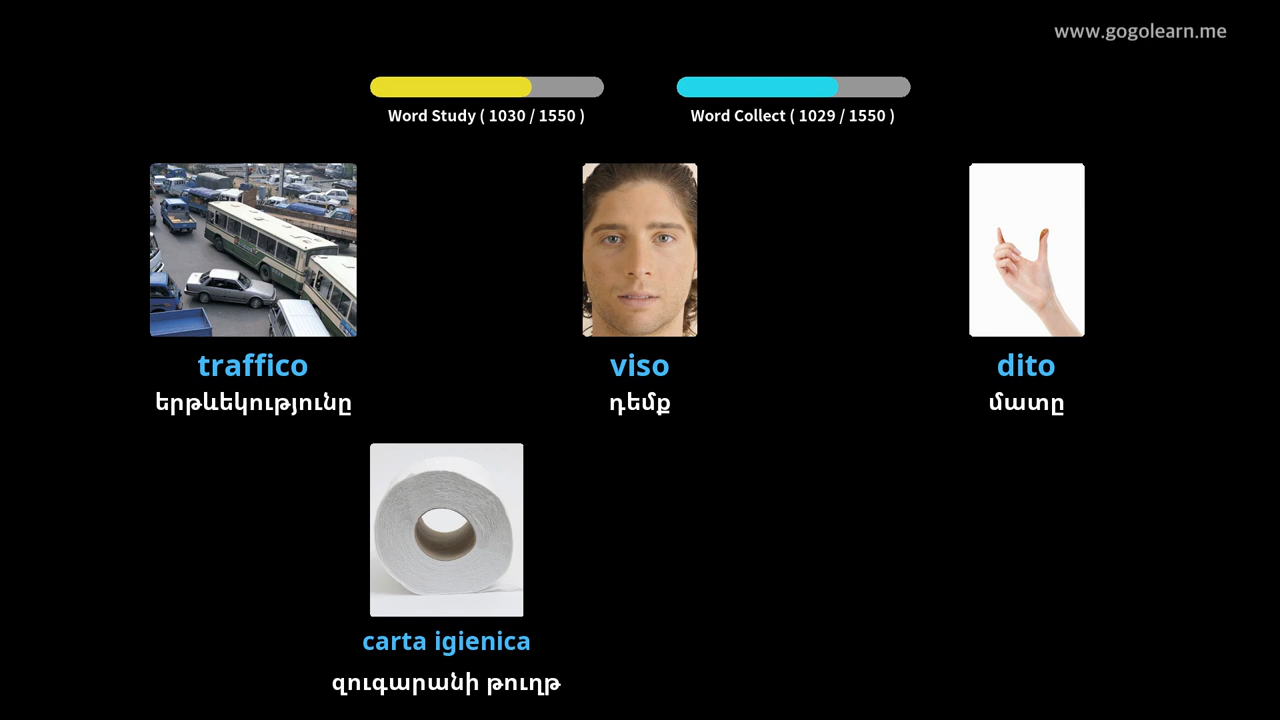 www.gogolearn.me
Word Study ( 1030 / 1550 )
Word Collect ( 1029 / 1550 )
traffico
viso
dito
երթևեկությունը
դեմք
մատը
carta igienica
զուգարանի թուղթ